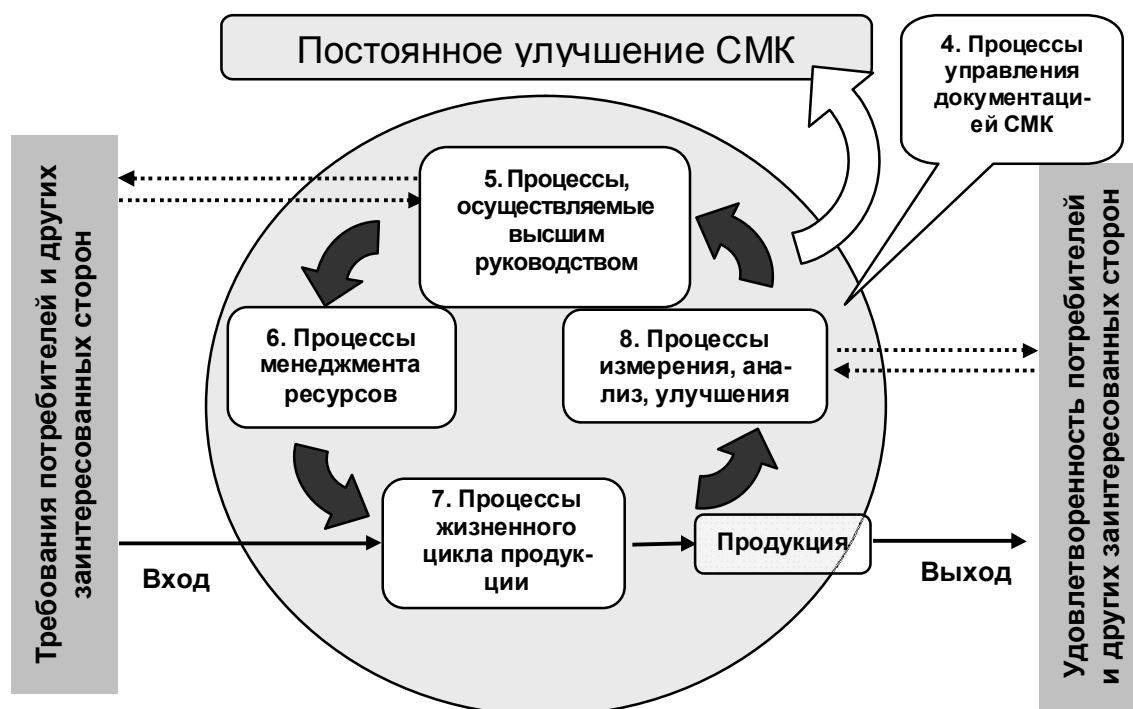 Постоянное улучшение СМК
4. Процессы
управления
документаци-
ей СМК
Требования потребителей и других
заинтересованных сторон
5. Процессы,
осуществляемые
высшим
руководством
6. Процессы
менеджмента
ресурсов
8. Процессы
измерения, ана-
лиз, улучшения
7. Процессы
жизненного
цикла продук-
ции
Продукция
Вход
Выход
Удовлетворенность потребителей
и других заинтересованных сторон